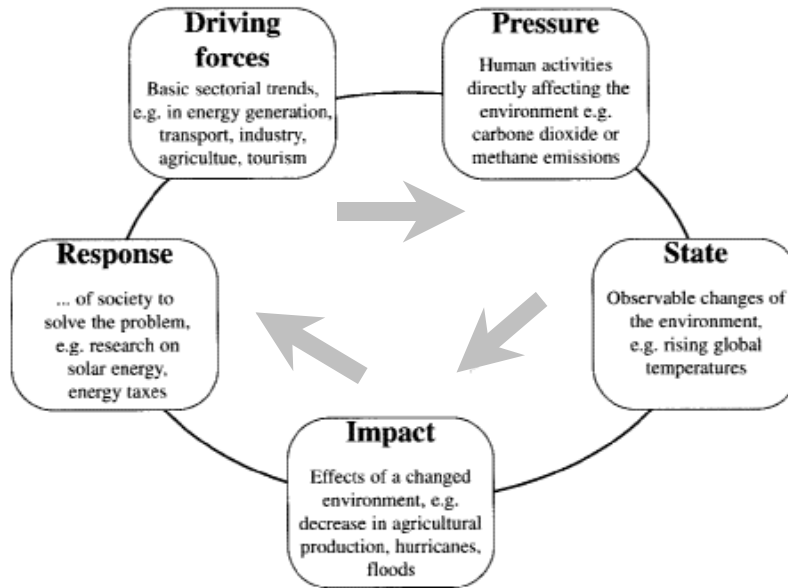 Driving
forces
Basic sectorial trends,
e.g. in energy generation,
transport, industry,
agricultue, tourism
Pressure
Human activities
directly affecting the
environment e.g.
carbone dioxide or
methane emissions
Response
... of society to
solve the problem,
e.g. research on
solar energy,
energy taxes
State
Observable changes of
the environment,
e.g. rising global
temperatures
Impact
Effects of a changed
environment, e.g.
decrease in agricultural
production, hurricanes,
floods